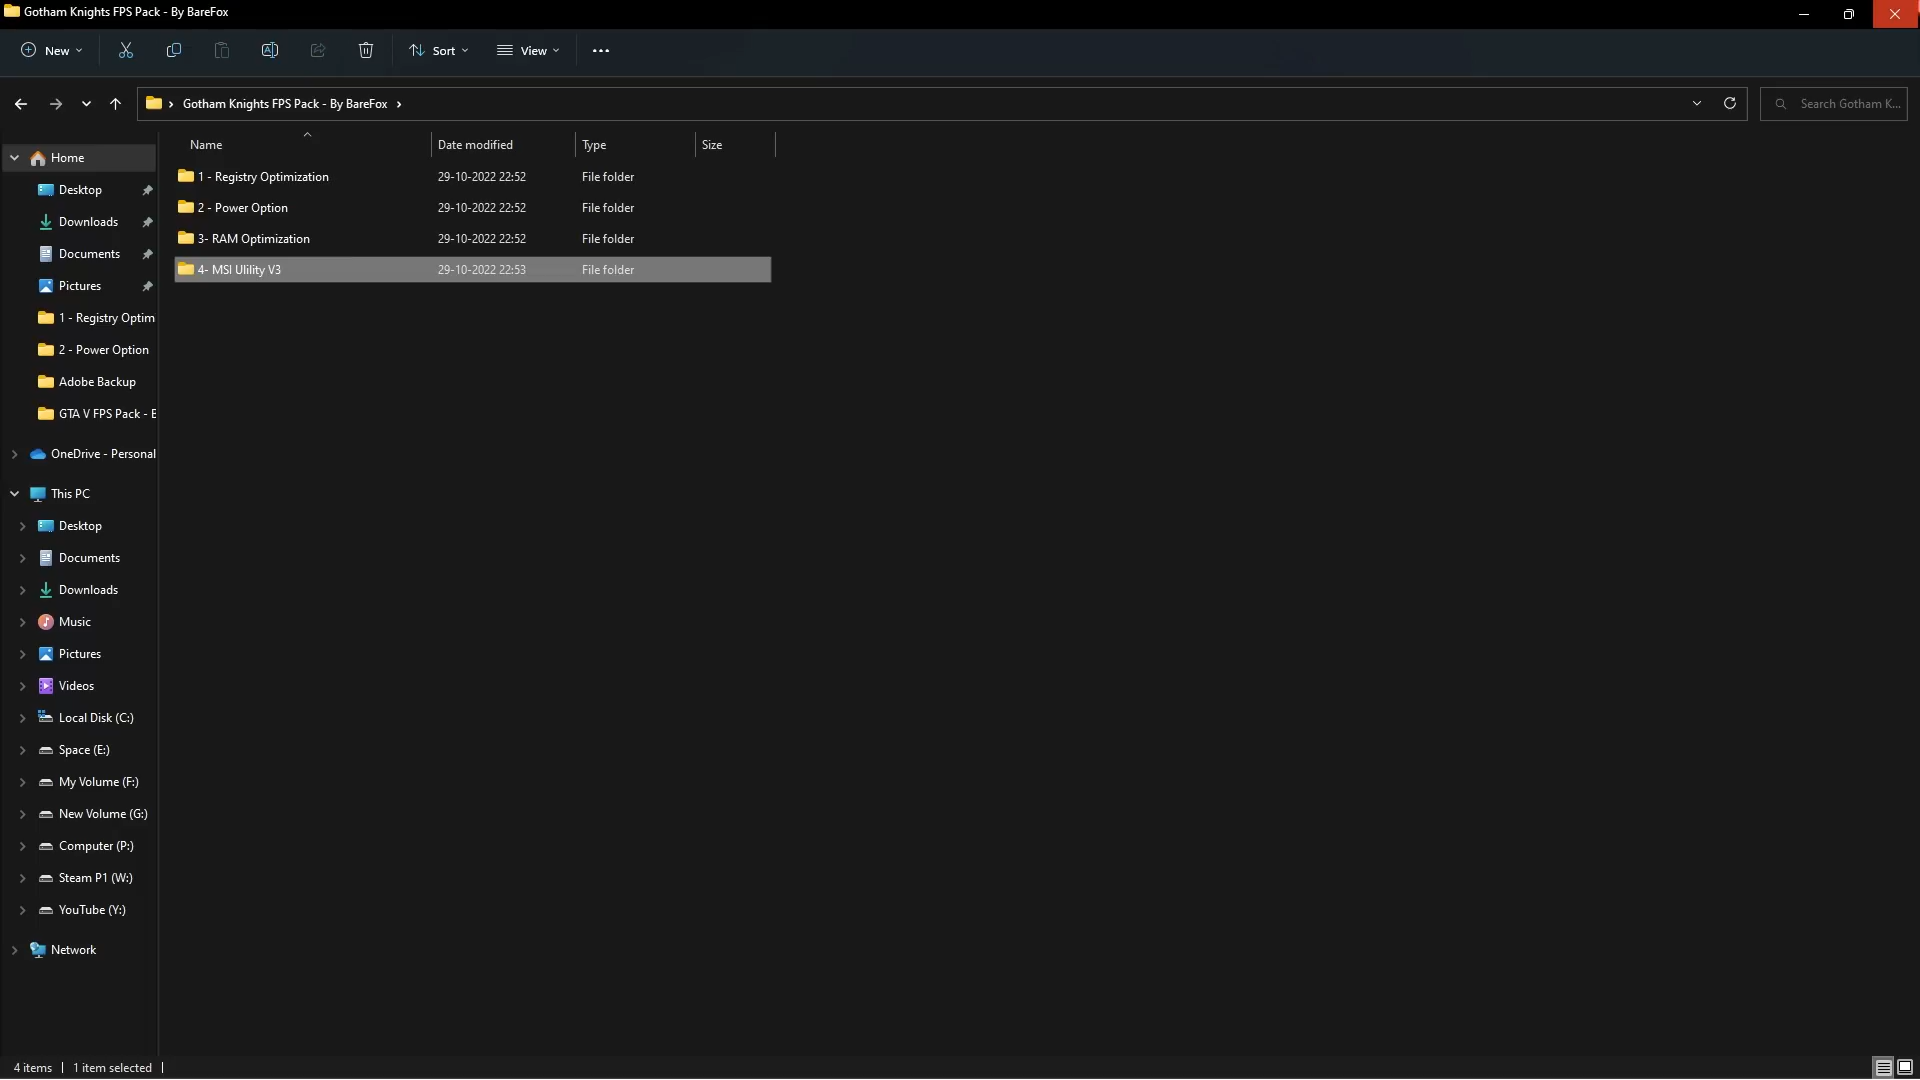 Gotham Knights FPS Pack - By BareFox
New
Sort
View
Gotham Knights FPS Pack - By BareFox
Search Gotham K...
Name Date modified Type Size
1 - Registry Optimization 29-10-2022 22:52 File folder
2 - Power Option 29-10-2022 22:52 File folder
3- RAM Optimization 29-10-2022 22:52 File folder
4- MSI Ulility V3 29-10-2022 22:53 File folder
Home
Desktop
Downloads
Documents
Pictures
1 - Registry Optim
2 - Power Option
Adobe Backup
GTA V FPS Pack - B
OneDrive - Personal
This PC
Desktop
Documents
Downloads
Music
Pictures
Videos
Local Disk (C:)
Space (E:)
My Volume (F:)
New Volume (G:)
Computer (P:)
Steam P1 (W:)
YouTube (Y:)
Network
4 items 1 item selected